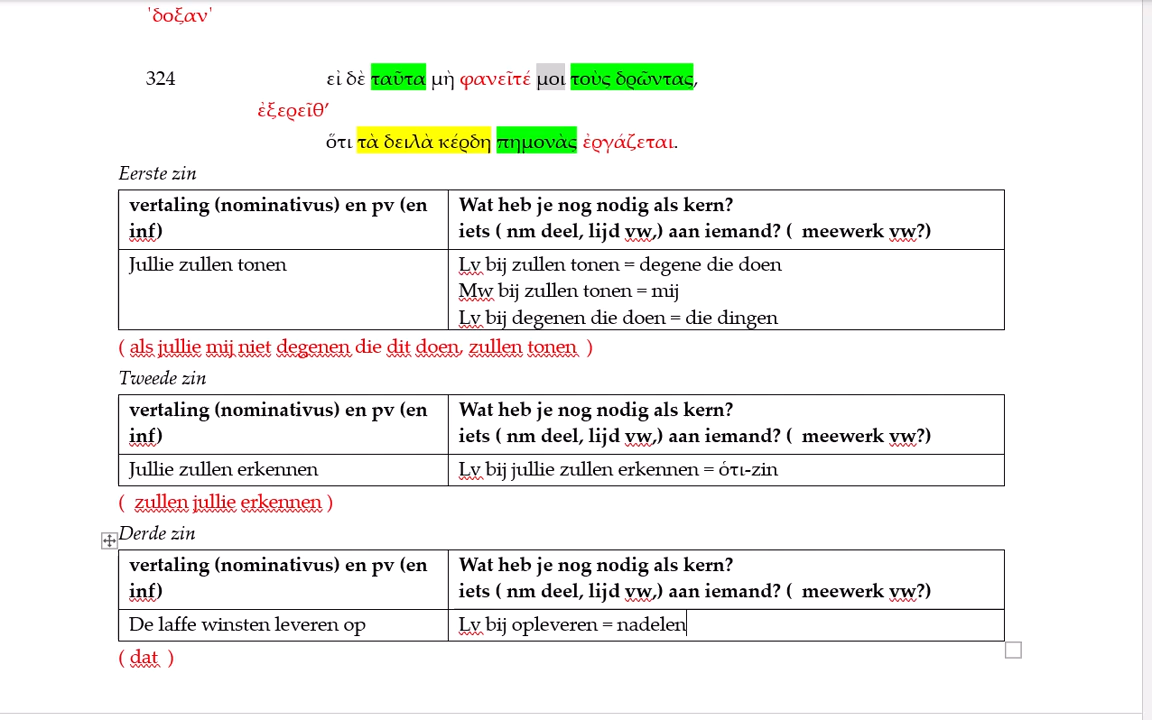 'δοξαν'
324 εἰ δὲ ταῦτα μὴ φανεῖτέ μοι τοὺς δρῶντας,
ἐξερεῖθ’
ὅτι τὰ δειλὰ κέρδη πημονὰς ἐργάζεται.
Eerste zin
vertaling (nominativus) en pv (en inf)
Wat heb je nog nodig als kern?
iets ( nm deel, lijd vw,) aan iemand? ( meewerk vw?)
Jullie zullen tonen
Lv bij zullen tonen = degene die doen
Mw bij zullen tonen = mij
Lv bij degenen die doen = die dingen
( als jullie mij niet degenen die dit doen, zullen tonen )
Tweede zin
vertaling (nominativus) en pv (en inf)
Wat heb je nog nodig als kern?
iets ( nm deel, lijd vw,) aan iemand? ( meewerk vw?)
Jullie zullen erkennen
Lv bij jullie zullen erkennen = ότι-zin
( zullen jullie erkennen )
Derde zin
vertaling (nominativus) en pv (en inf)
Wat heb je nog nodig als kern?
iets ( nm deel, lijd vw,) aan iemand? ( meewerk vw?)
De laffe winsten leveren op
Lv bij opleveren = nadelen
( dat )